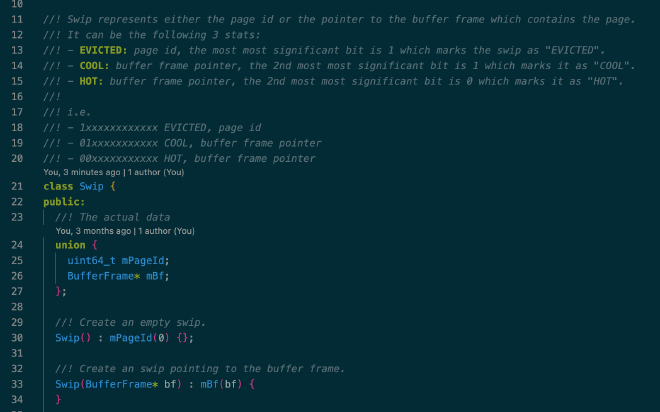 10
11 //! Swip represents either the page id or the pointer to the buffer frame which contains the page.
12 //! It can be the following 3 stats:
13 //! - EVICTED: page id, the most most significant bit is 1 which marks the swip as "EVICTED".
14 //! - COOL: buffer frame pointer, the 2nd most most significant bit is 1 which marks it as "COOL".
15 //! - HOT: buffer frame pointer, the 2nd most most significant bit is 0 which marks it as "HOT".
16 //!
17 //! i.e.
18 //! - 1xxxxxxxxxxxx EVICTED, page id
19 //! - 01xxxxxxxxxxx COOL, buffer frame pointer
20 //! - 00xxxxxxxxxxx HOT, buffer frame pointer
You, 3 minutes ago | 1 author (You)
21 class Swip {
22 public:
23 //! The actual data
You, 3 months ago | 1 author (You)
24 union {
25 uint64_t mPageId;
26 BufferFrame* mBf;
27 };
28
29 //! Create an empty swip.
30 Swip() : mPageId(0) {};
31
32 //! Create an swip pointing to the buffer frame.
33 Swip(BufferFrame* bf) : mBf(bf) {
34 }